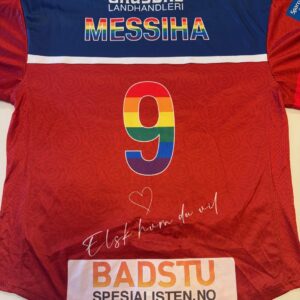 LANDHANDLERI
MESSIHA
9
Elsk hvem du vil
BADSTU
SPESIALISTEN.NO